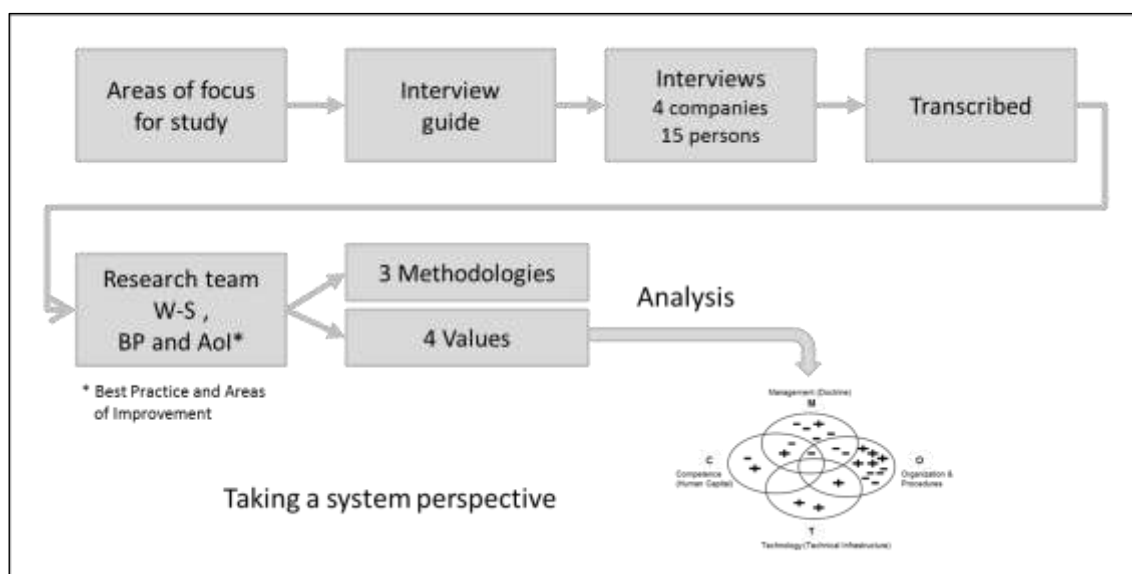 Areas of focus
for study
Interview
guide
Interviews
4 companies
15 persons
Transcribed
Research team
W-S ,
BP and AoI*
3 Methodologies
4 Values
Analysis
* Best Practice and Areas
of Improvement
Management (Doctrine)
M
C
Competence
(Human Capital)
O
Organization &
Procedures
T
Technology (Technical Infrastructure)
Taking a system perspective